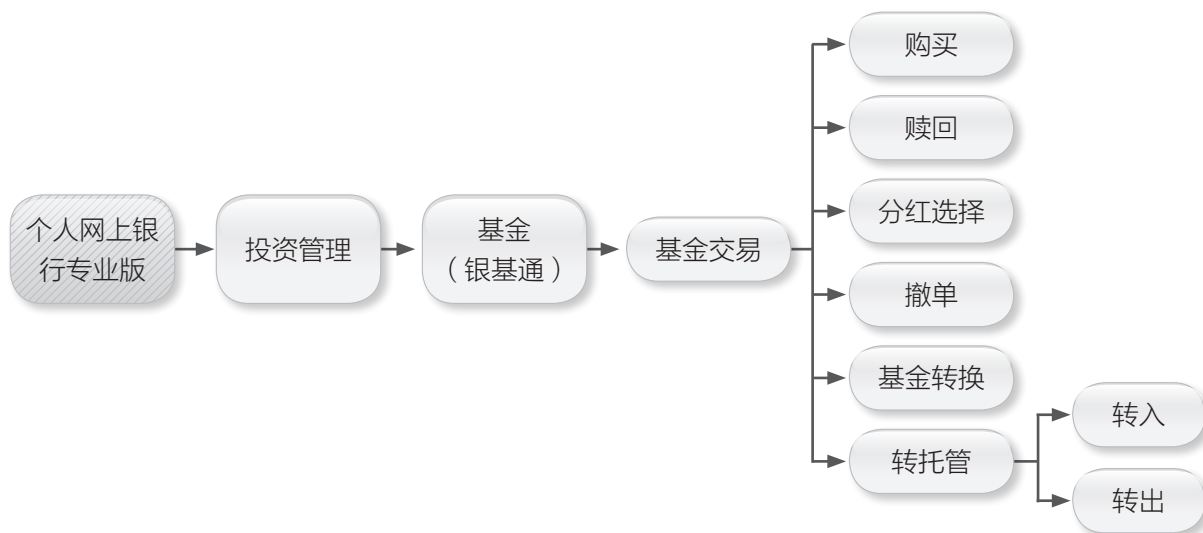 个人网上银
行专业版
投资管理
基金
（银基通）
基金交易
购买
赎回
分红选择
撤单
基金转换
转托管
转入
转出